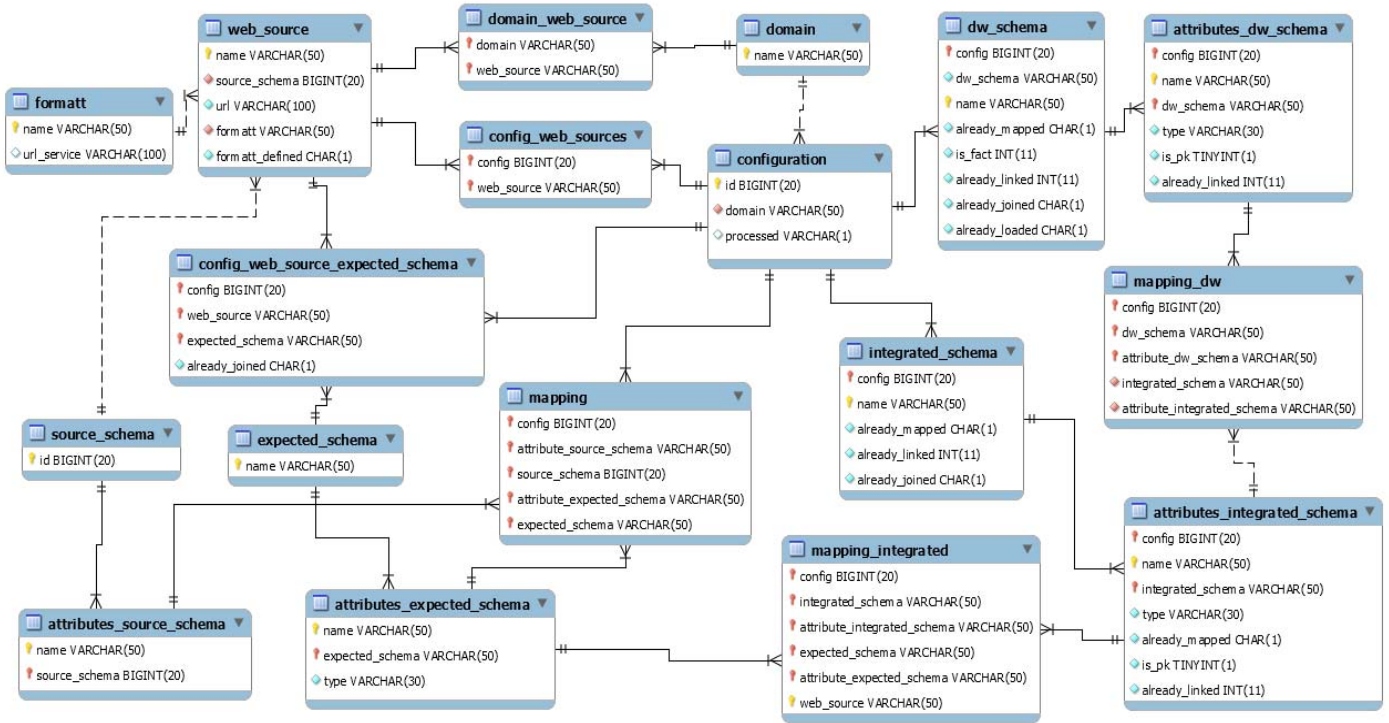 web_source
name VARCHAR(50)
source_schema BIGINT(20)
url VARCHAR(100)
formatt VARCHAR(50)
formatt_defined CHAR(1)
domain_web_source
domain VARCHAR(50)
web_source VARCHAR(50)
domain
name VARCHAR(50)
dw_schema
config BIGINT(20)
dw_schema VARCHAR(50)
name VARCHAR(50)
already_mapped CHAR(1)
is_fact INT(11)
already_linked INT(11)
already_joined CHAR(1)
already_loaded CHAR(1)
attributes_dw_schema
config BIGINT(20)
name VARCHAR(50)
dw_schema VARCHAR(50)
type VARCHAR(30)
is_pk TINYINT(1)
already_linked INT(11)
formatt
name VARCHAR(50)
url_service VARCHAR(100)
config_web_sources
config BIGINT(20)
web_source VARCHAR(50)
configuration
id BIGINT(20)
domain VARCHAR(50)
processed VARCHAR(1)
config_web_source_expected_schema
config BIGINT(20)
web_source VARCHAR(50)
expected_schema VARCHAR(50)
already_joined CHAR(1)
mapping_dw
config BIGINT(20)
dw_schema VARCHAR(50)
attribute_dw_schema VARCHAR(50)
integrated_schema VARCHAR(50)
attribute_integrated_schema VARCHAR(50)
integrated_schema
config BIGINT(20)
name VARCHAR(50)
already_mapped CHAR(1)
already_linked INT(11)
already_joined CHAR(1)
mapping
config BIGINT(20)
attribute_source_schema VARCHAR(50)
source_schema BIGINT(20)
attribute_expected_schema VARCHAR(50)
expected_schema VARCHAR(50)
source_schema
id BIGINT(20)
expected_schema
name VARCHAR(50)
attributes_integrated_schema
config BIGINT(20)
name VARCHAR(50)
integrated_schema VARCHAR(50)
type VARCHAR(30)
already_mapped CHAR(1)
is_pk TINYINT(1)
already_linked INT(11)
mapping_integrated
config BIGINT(20)
integrated_schema VARCHAR(50)
attribute_integrated_schema VARCHAR(50)
expected_schema VARCHAR(50)
attribute_expected_schema VARCHAR(50)
web_source VARCHAR(50)
attributes_expected_schema
name VARCHAR(50)
expected_schema VARCHAR(50)
type VARCHAR(30)
attributes_source_schema
name VARCHAR(50)
source_schema BIGINT(20)